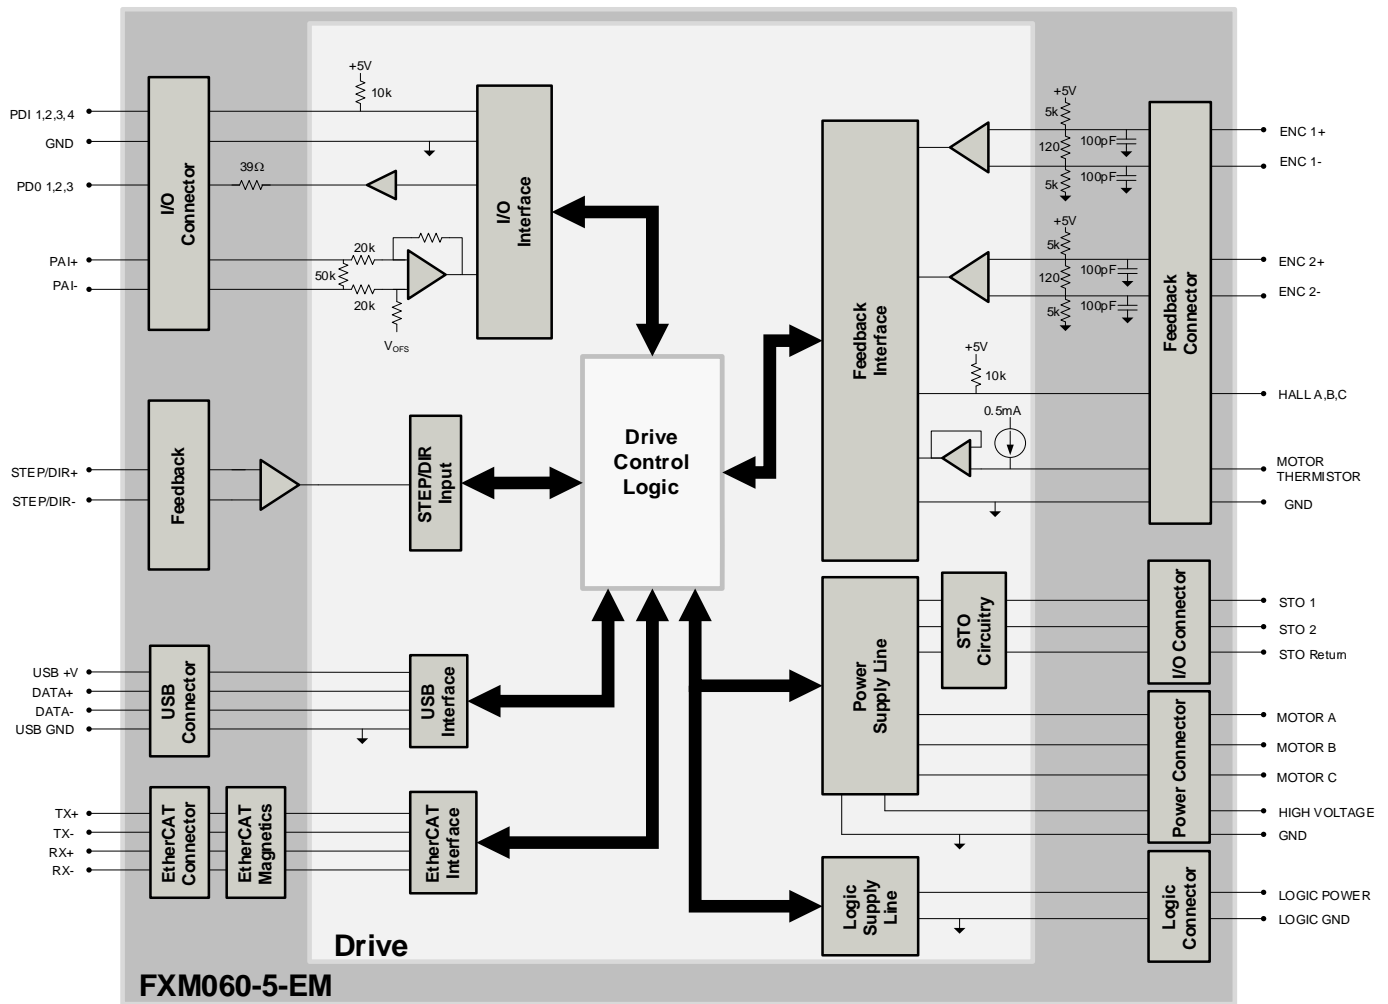 PDI 1,2,3,4
GND
PD0 1,2,3
PAI+
PAI-
I/O
Connector
39Ω
+5V
10k
20k
50k
20k
VOFS
I/O
Interface
STEP/DIR+
STEP/DIR-
Feedback
STEP/DIR
Input
USB +V
DATA+
DATA-
USB GND
USB
Connector
USB
Interface
TX+
TX-
RX+
RX-
EtherCAT
Connector
EtherCAT
Magnetics
EtherCAT
Interface
Drive
Control
Logic
Feedback
Interface
+5V
5k
120
5k
100pF
100pF
+5V
5k
120
5k
100pF
100pF
+5V
10k
0.5mA
Feedback
Connector
ENC 1+
ENC 1-
ENC 2+
ENC 2-
HALL A,B,C
MOTOR
THERMISTOR
GND
Power
Supply Line
STO
Circuitry
I/O Connector
STO 1
STO 2
STO Return
Power Connector
MOTOR A
MOTOR B
MOTOR C
HIGH VOLTAGE
GND
Logic
Supply
Line
Logic
Connector
LOGIC POWER
LOGIC GND
Drive
FXM060-5-EM